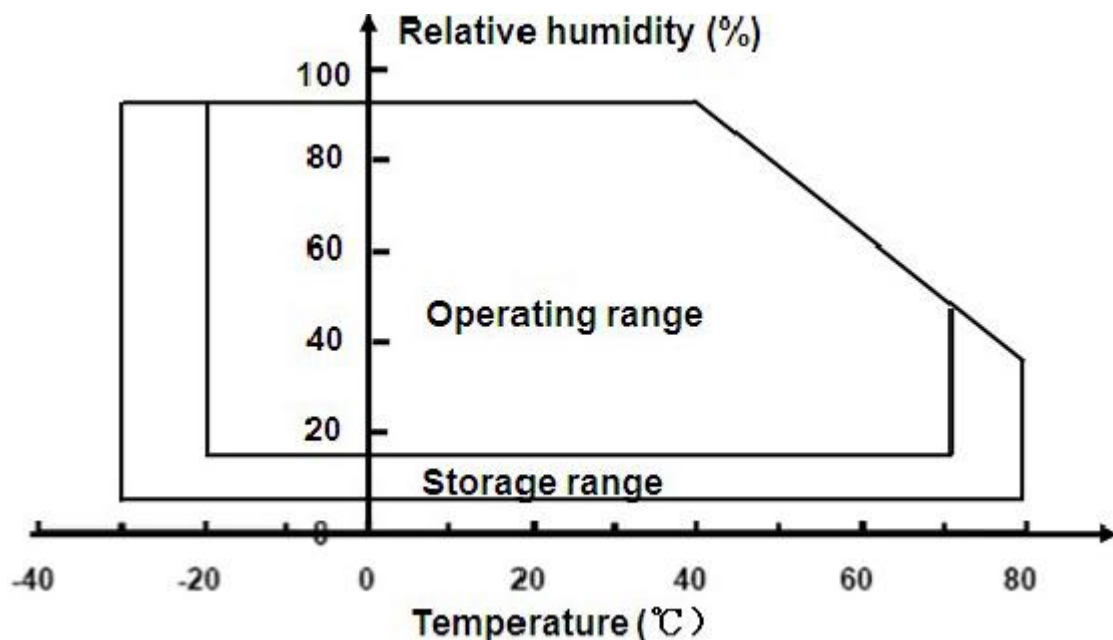 Relative humidity (%)
100
80
60
Operating range
40
20
Storage range
0
-40 -20 0 20 40 60 80
Temperature (℃)